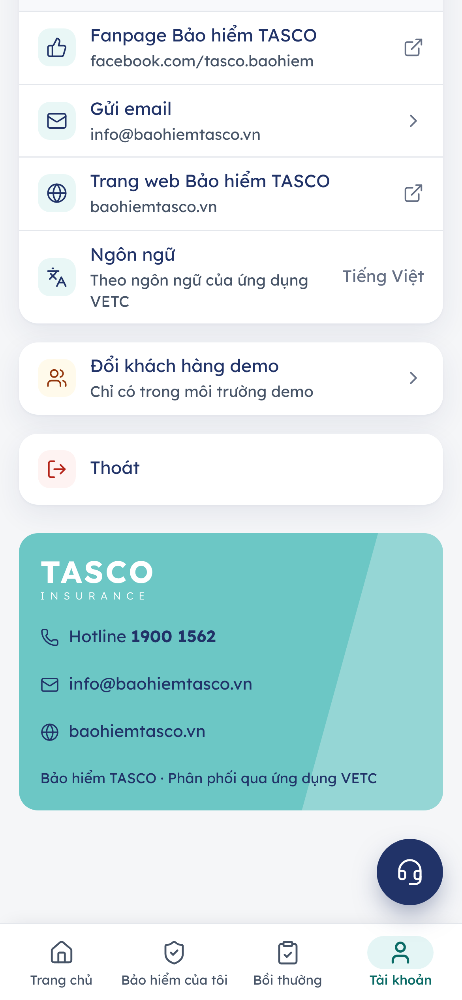 Fanpage Bảo hiểm TASCO
facebook.com/tasco.baohiem
Gửi email
info@baohiemtasco.vn
Trang web Bảo hiểm TASCO
baohiemtasco.vn
Ngôn ngữ
Theo ngôn ngữ của ứng dụng
VETC
Tiếng Việt
Đổi khách hàng demo
Chỉ có trong môi trường demo
Thoát
TASCO
INSURANCE
Hotline 1900 1562
info@baohiemtasco.vn
baohiemtasco.vn
Bảo hiểm TASCO · Phân phối qua ứng dụng VETC
Trang chủ
Bảo hiểm của tôi
Bồi thường
Tài khoản